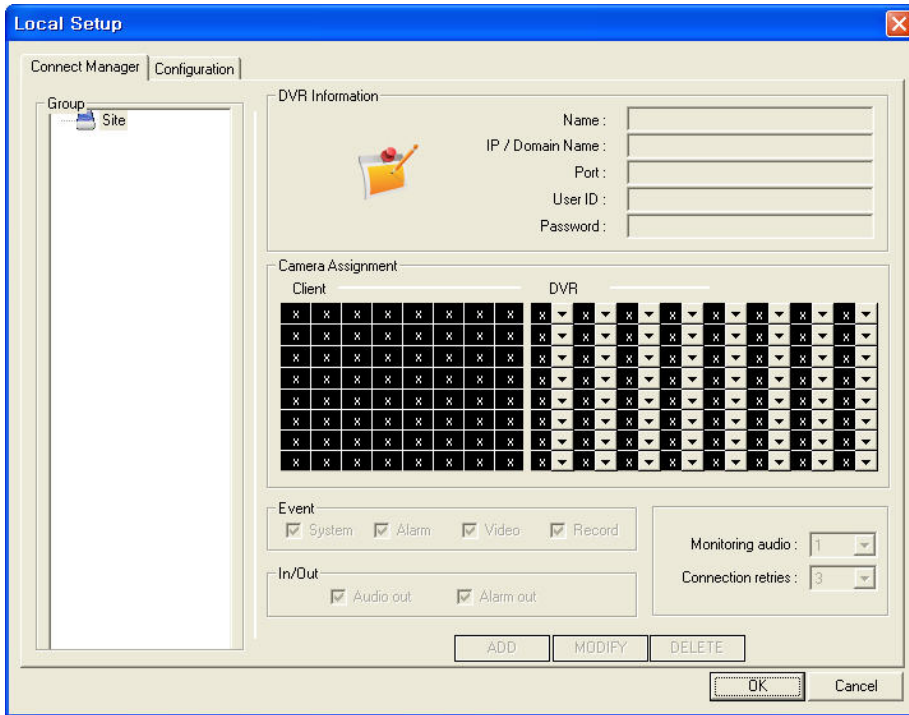 Local Setup
Connect Manager Configuration
Group
Site
DVR Information
Name :
IP / Domain Name :
Port :
User ID :
Password :
Camera Assignment
Client DVR
x x x x x x x x x x x x x x x x
x x x x x x x x x x x x x x x x
x x x x x x x x x x x x x x x x
x x x x x x x x x x x x x x x x
x x x x x x x x x x x x x x x x
x x x x x x x x x x x x x x x x
x x x x x x x x x x x x x x x x
x x x x x x x x x x x x x x x x
Event
System Alarm Video Record
In/Out
Audio out Alarm out
Monitoring audio : 1
Connection retries : 3
ADD MODIFY DELETE
OK Cancel